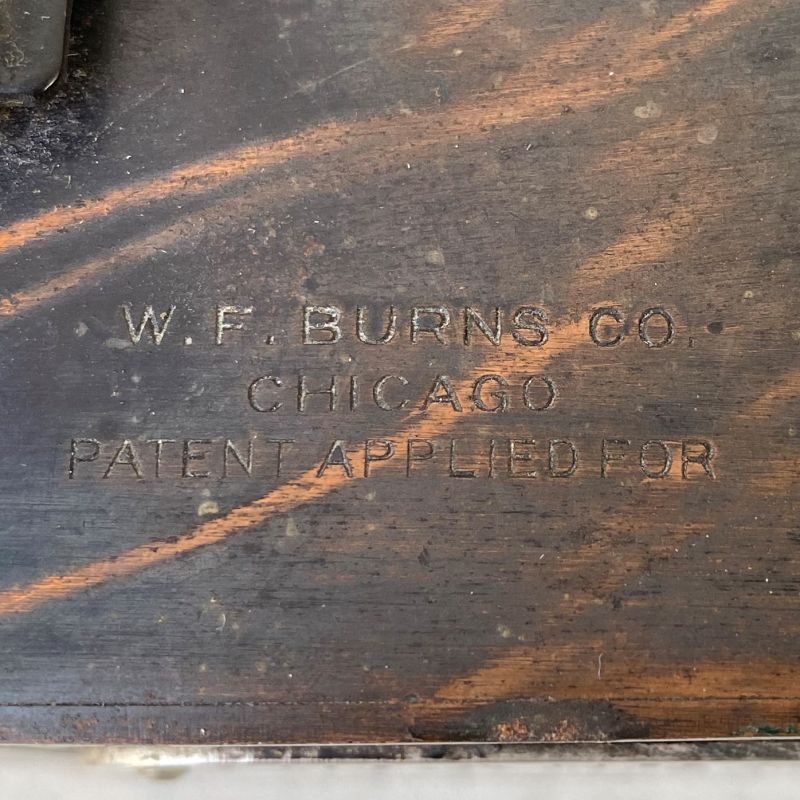 W. F. BURNS CO.
CHICAGO
PATENT APPLIED FOR